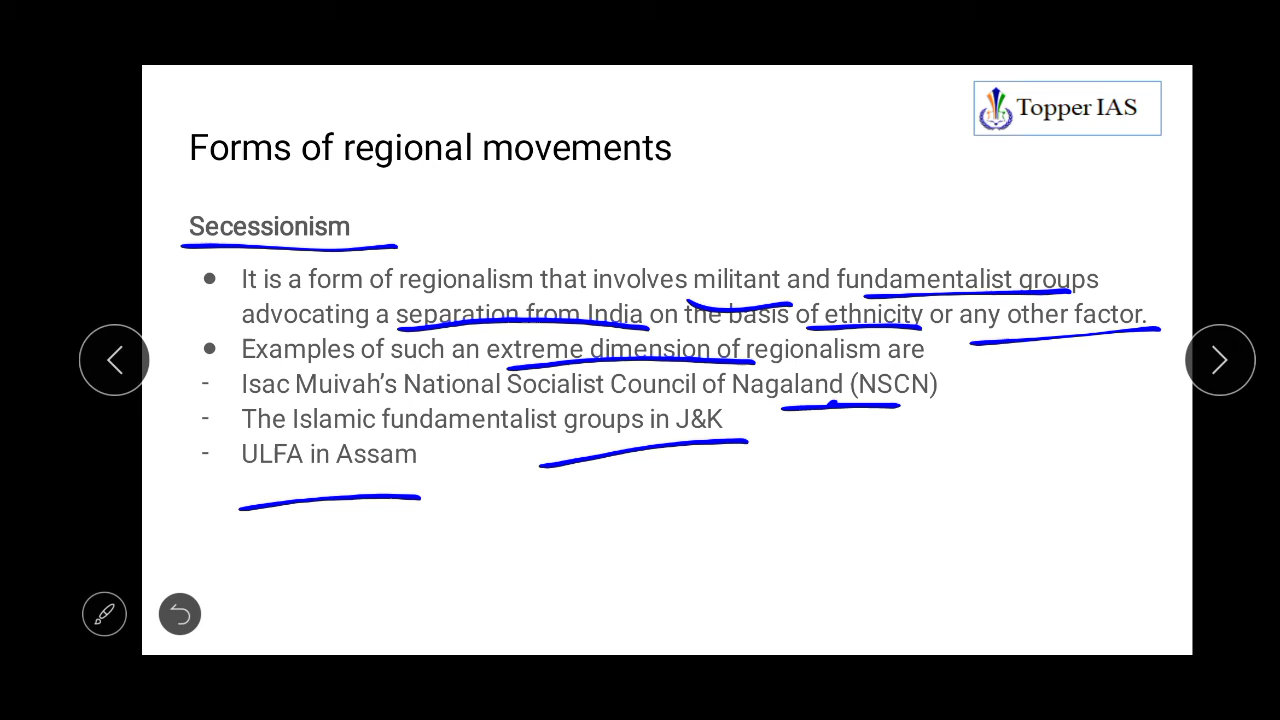 Topper IAS
Forms of regional movements
Secessionism
● It is a form of regionalism that involves militant and fundamentalist groups
advocating a separation from India on the basis of ethnicity or any other factor.
● Examples of such an extreme dimension of regionalism are
- Isac Muivah's National Socialist Council of Nagaland (NSCN)
- The Islamic fundamentalist groups in J&K
- ULFA in Assam